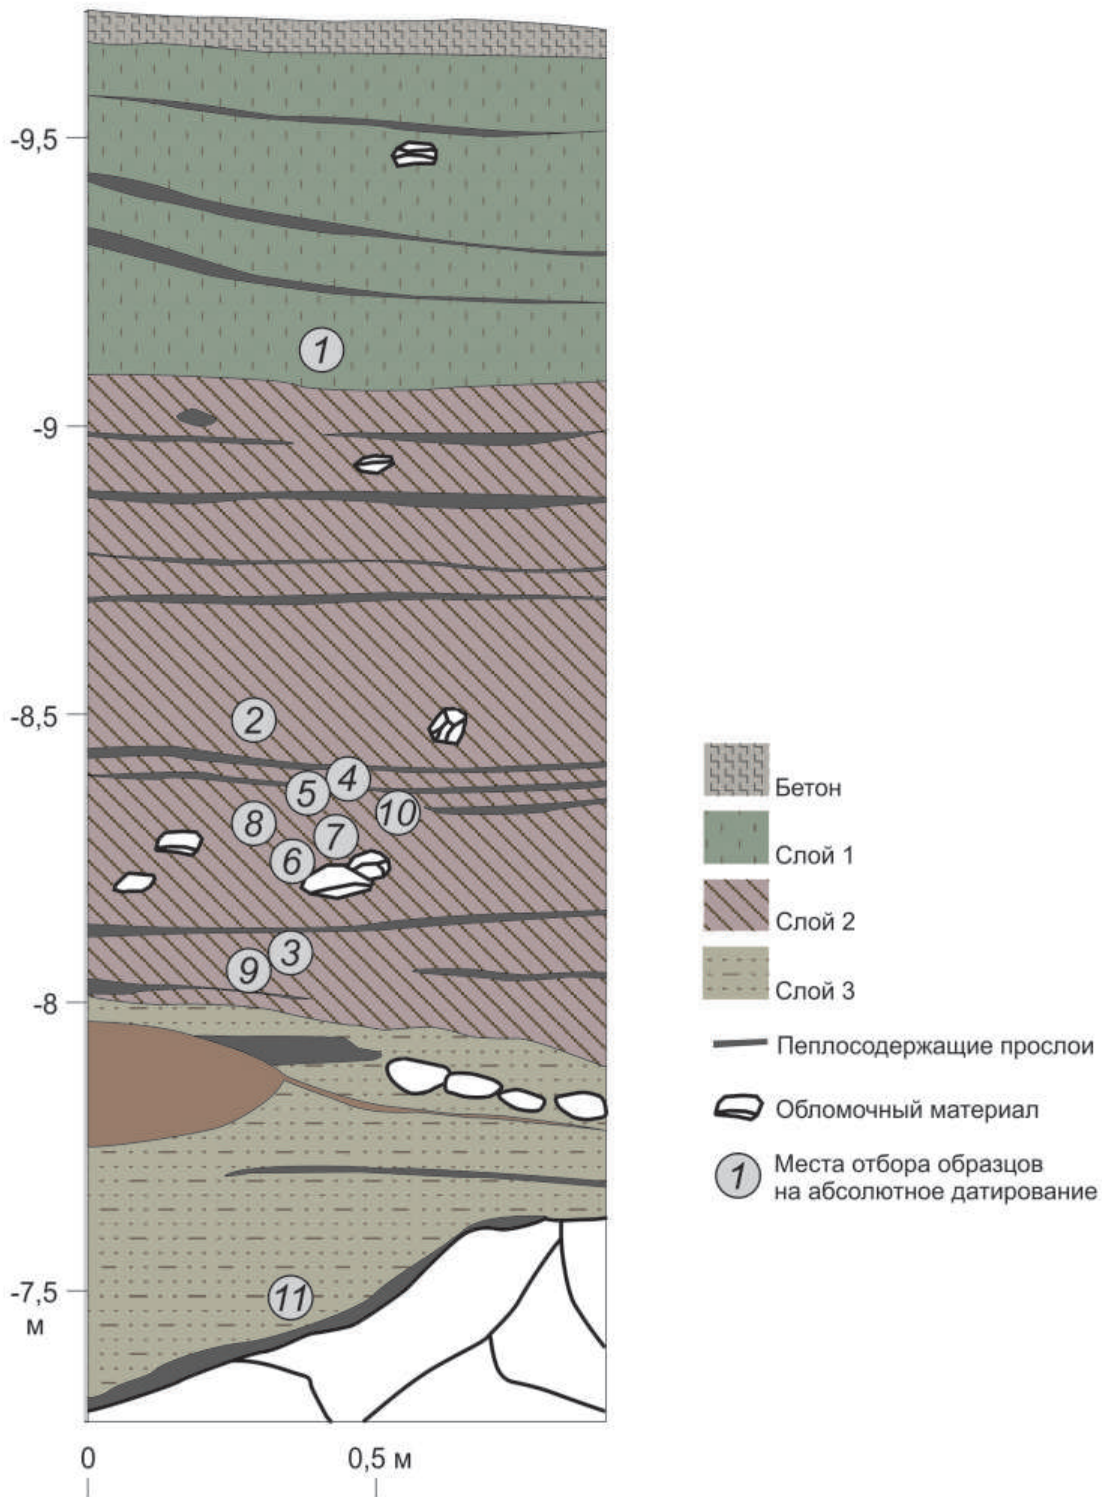 -9,5
1
-9
-8,5
2
4
5
10
8
7
6
3
9
-8
-7,5
м
11
0
0,5 м
Бетон
Слой 1
Слой 2
Слой 3
Пеплосодержащие прослои
Обломочный материал
1
Места отбора образцов
на абсолютное датирование